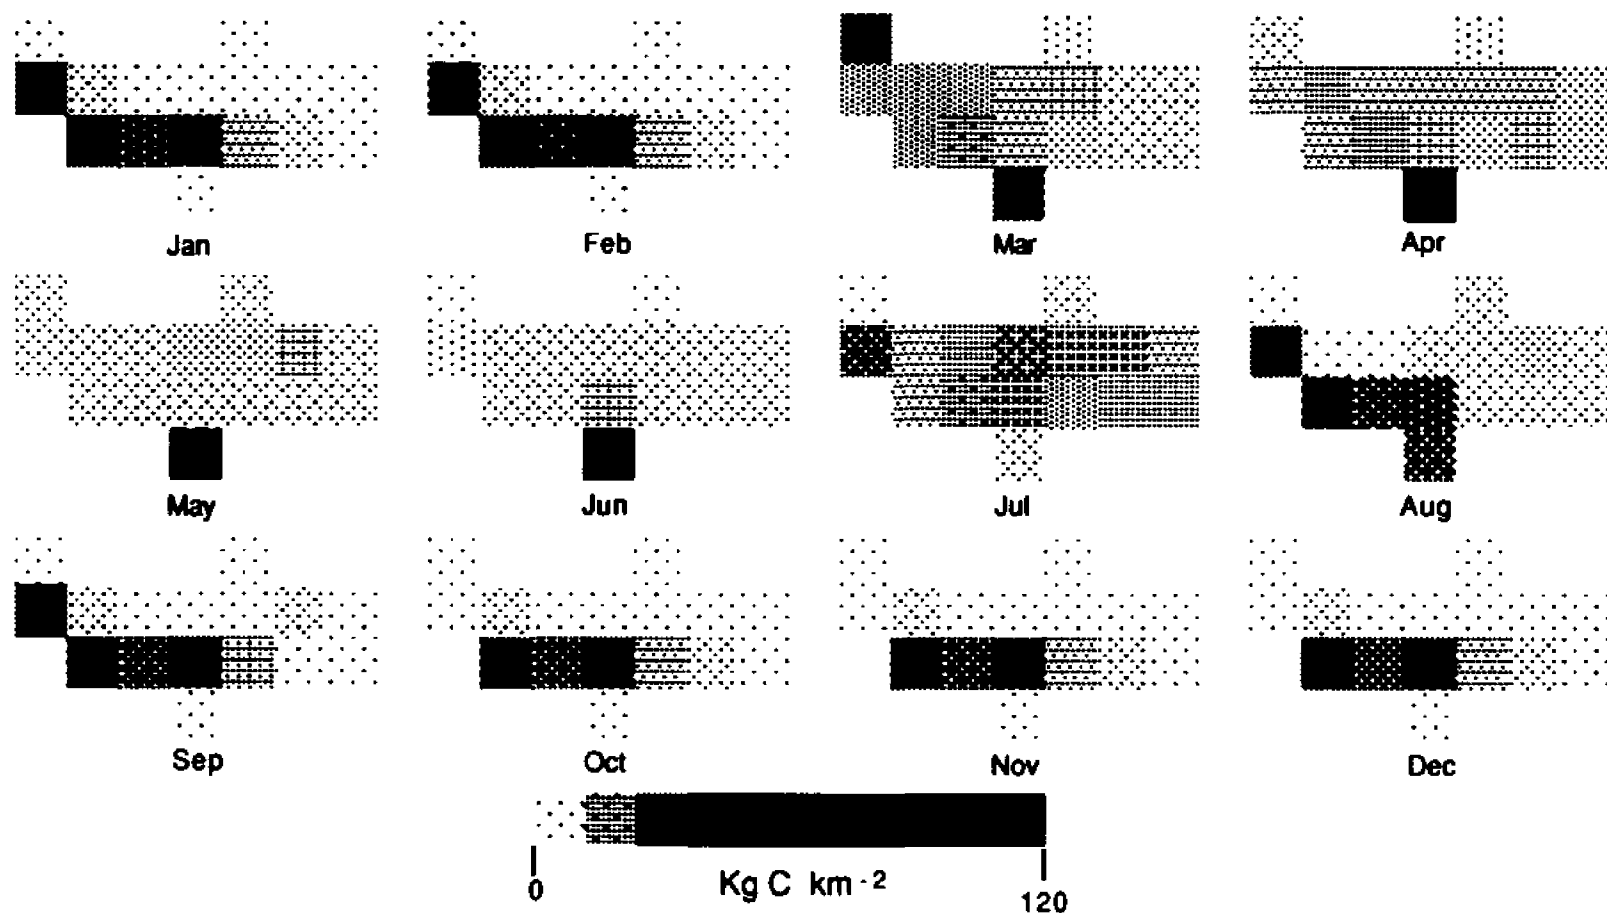 Jan Feb Mar Apr
May Jun Jul Aug
Sep Oct Nov Dec
0 Kg C km-2 120